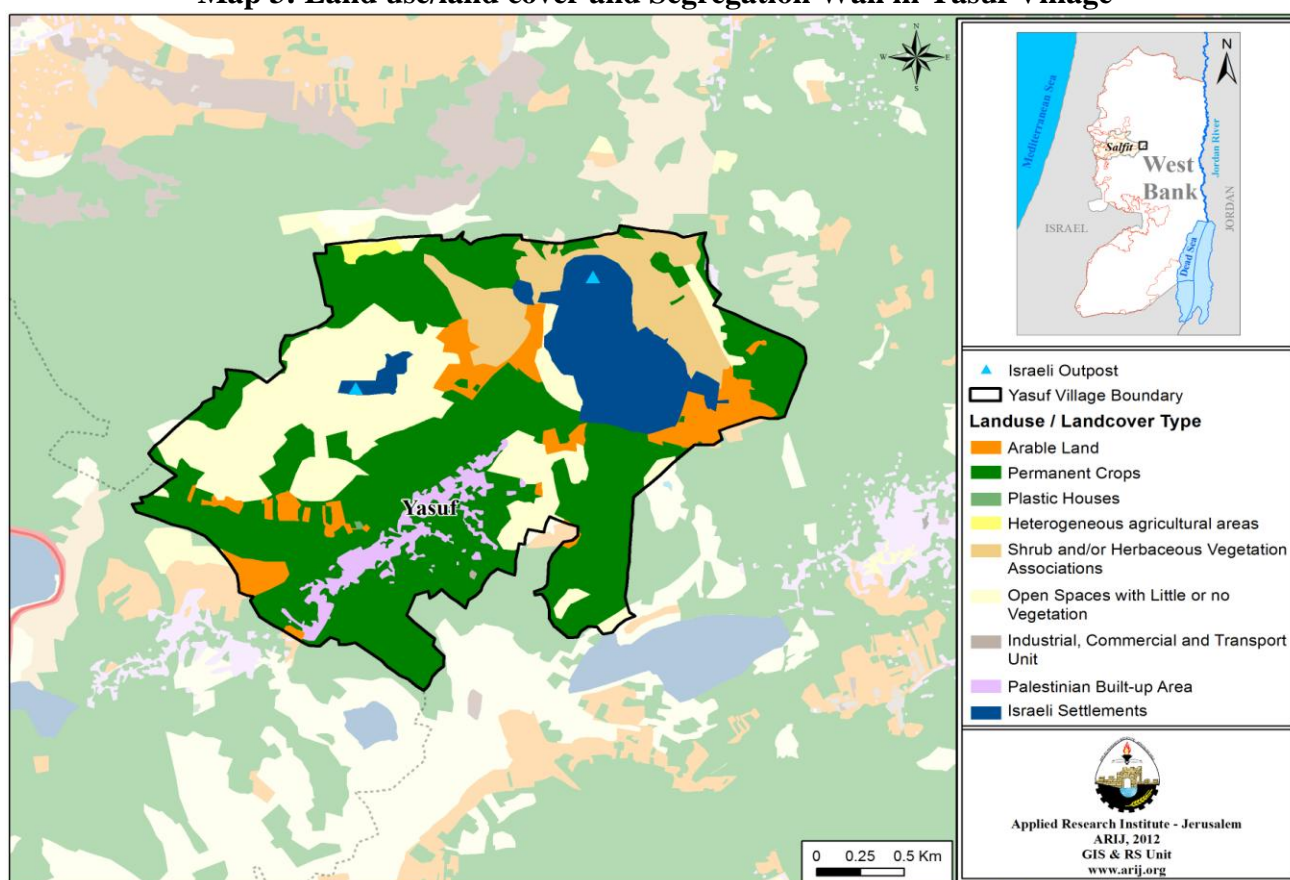 Map 3: Land use/land cover and Segregation Wall in Yasuf Village
N
W
E
S
Yasuf
0 0.25 0.5 Km
N
Mediterranean Sea
Salfit
West
Bank
Jordan River
JORDAN
ISRAEL
Dead Sea
Israeli Outpost
Yasuf Village Boundary
Landuse / Landcover Type
Arable Land
Permanent Crops
Plastic Houses
Heterogeneous agricultural areas
Shrub and/or Herbaceous Vegetation
Associations
Open Spaces with Little or no
Vegetation
Industrial, Commercial and Transport
Unit
Palestinian Built-up Area
Israeli Settlements
Applied Research Institute - Jerusalem
ARIJ, 2012
GIS & RS Unit
www.arij.org